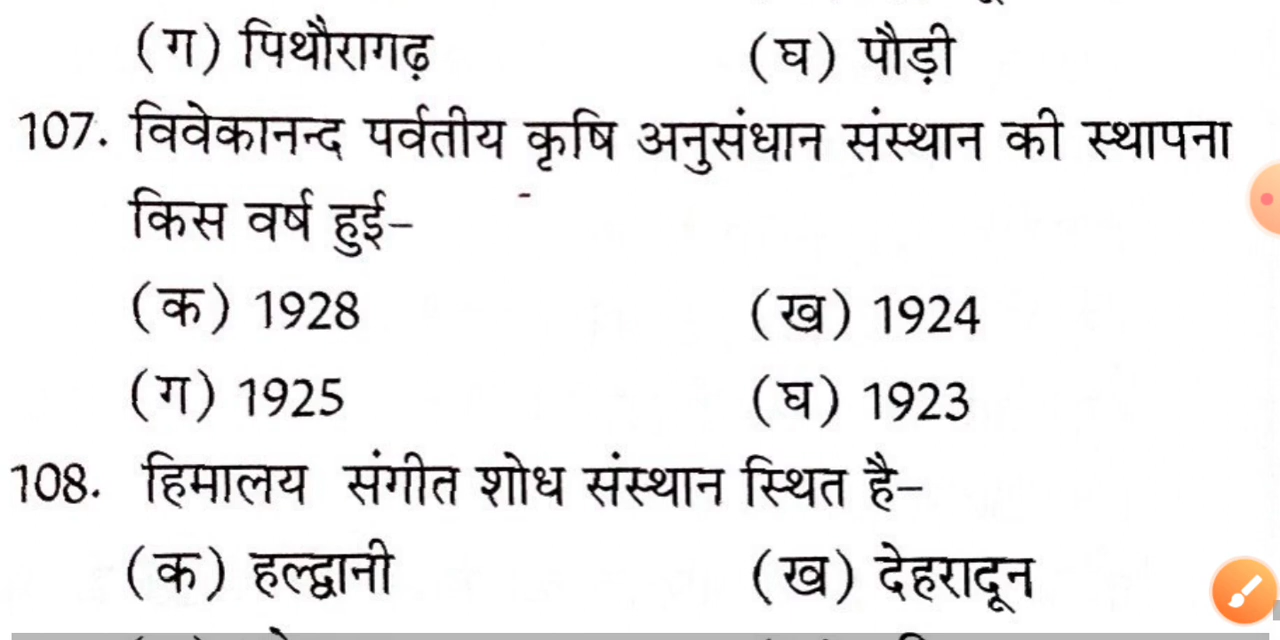 (ग) पिथौरागढ़ (घ) पौड़ी
107. विवेकानन्द पर्वतीय कृषि अनुसंधान संस्थान की स्थापना
किस वर्ष हुई-
(क) 1928 (ख) 1924
(ग) 1925 (घ) 1923
108. हिमालय संगीत शोध संस्थान स्थित है-
(क) हल्द्वानी (ख) देहरादून